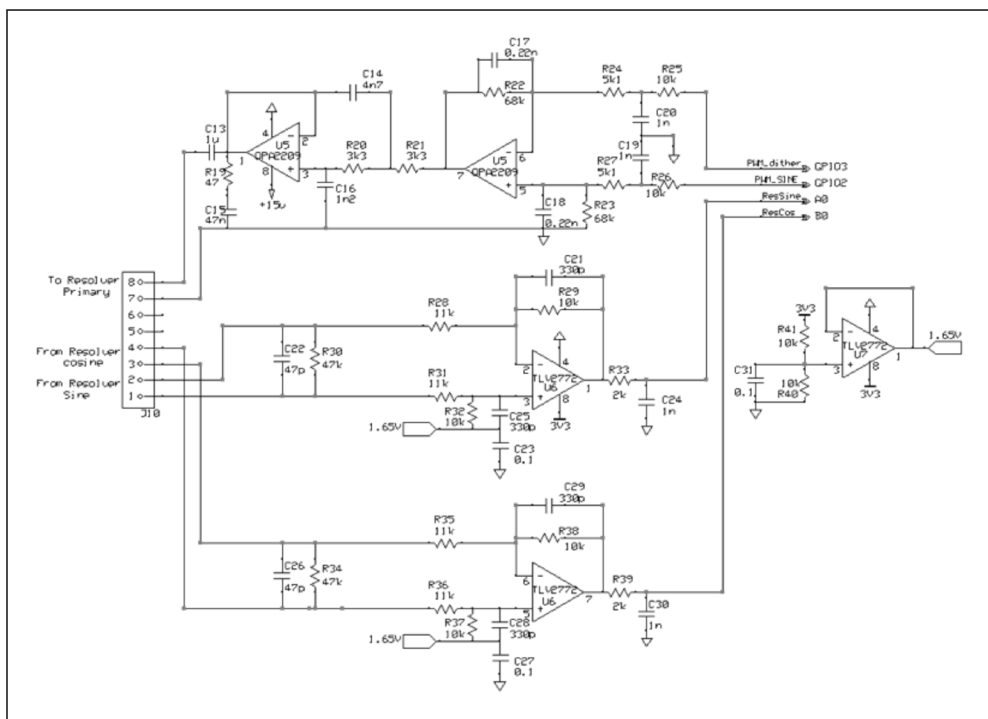 C17
0.22n
C14
4n7
R22
68k
R24
5k1
R25
10k
C20
1n
C13
1u
U5
OPA2209
4
2
1
3
8
R20
3k3
R21
3k3
U5
OPA2209
6
7
5
C19
1n
R27
5k1
R26
10k
PWM_dither
GPIO3
PWM_SINE
GPIO2
ResSine
A0
ResCos
B0
R19
47
+15v
C16
1n2
C15
47n
C18
0.22n
R23
68k
To Resolver
Primary
8
7
6
5
4
3
2
1
From Resolver
cosine
From Resolver
Sine
J10
C21
330p
R29
10k
R28
11k
C22
47p
R30
47k
R31
11k
2
4
TLV2772
U6
1
3
8
3V3
R33
2k
C24
1n
R32
10k
C25
330p
1.65V
C23
0.1
3V3
R41
10k
2
4
TLV2772
U7
1
3
8
3V3
1.65V
C31
0.1
10k
R40
C29
330p
R38
10k
R35
11k
C26
47p
R34
47k
R36
11k
6
TLV2772
U6
7
5
R39
2k
C30
1n
R37
10k
C28
330p
1.65V
C27
0.1